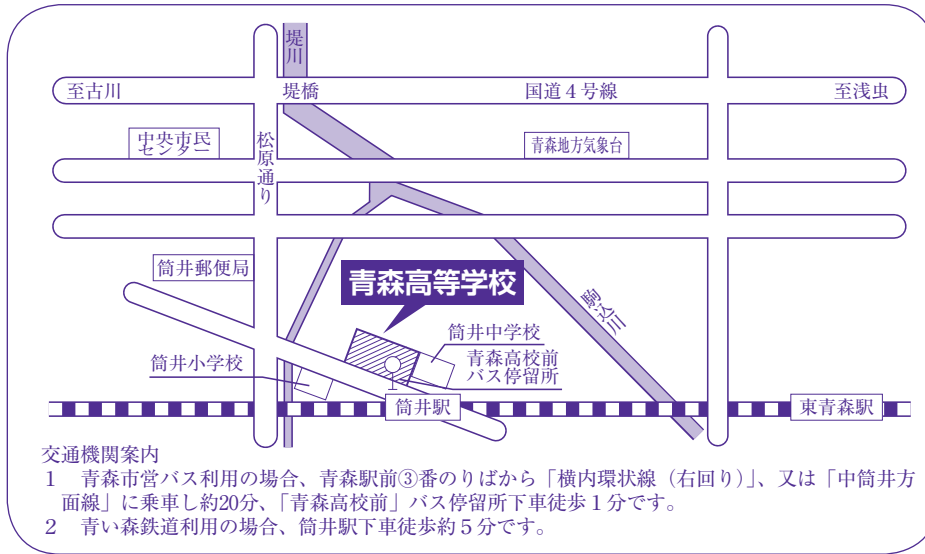 堤川
至古川
堤橋
国道４号線
至浅虫
中央市民
センター
松原通り
青森地方気象台
筒井郵便局
青森高等学校
駒込川
筒井中学校
筒井小学校
青森高校前
バス停留所
筒井駅
東青森駅
交通機関案内
１　青森市営バス利用の場合、青森駅前③番のりばから「横内環状線（右回り）」、又は「中筒井方
面線」に乗車し約20分、「青森高校前」バス停留所下車徒歩１分です。
２　青い森鉄道利用の場合、筒井駅下車徒歩約５分です。